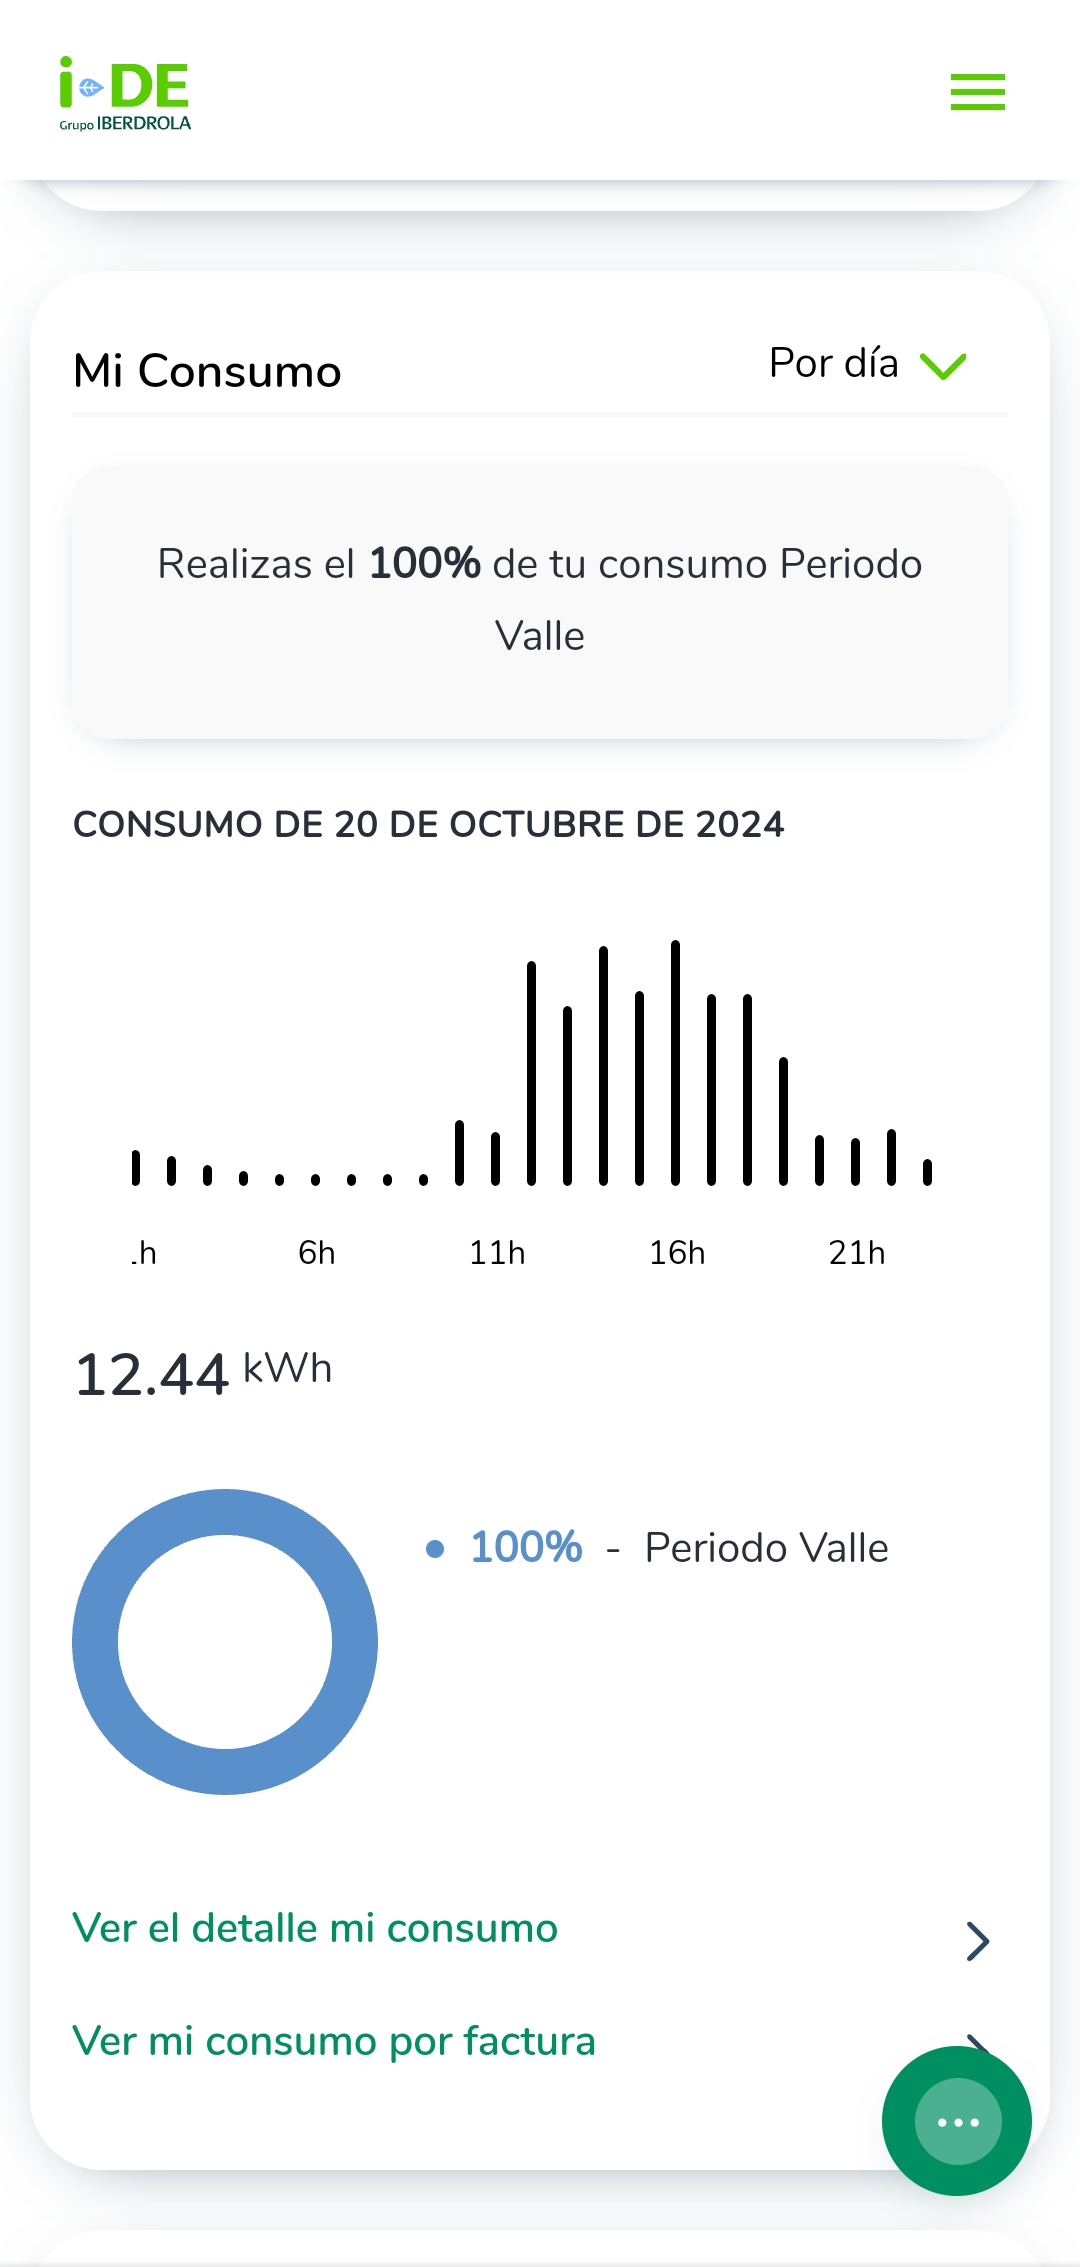 i DE
Grupo IBERDROLA
Mi Consumo
Por día
Realizas el 100% de tu consumo Periodo
Valle
CONSUMO DE 20 DE OCTUBRE DE 2024
h 6h 11h 16h 21h
12.44 kWh
100% - Periodo Valle
Ver el detalle mi consumo
Ver mi consumo por factura